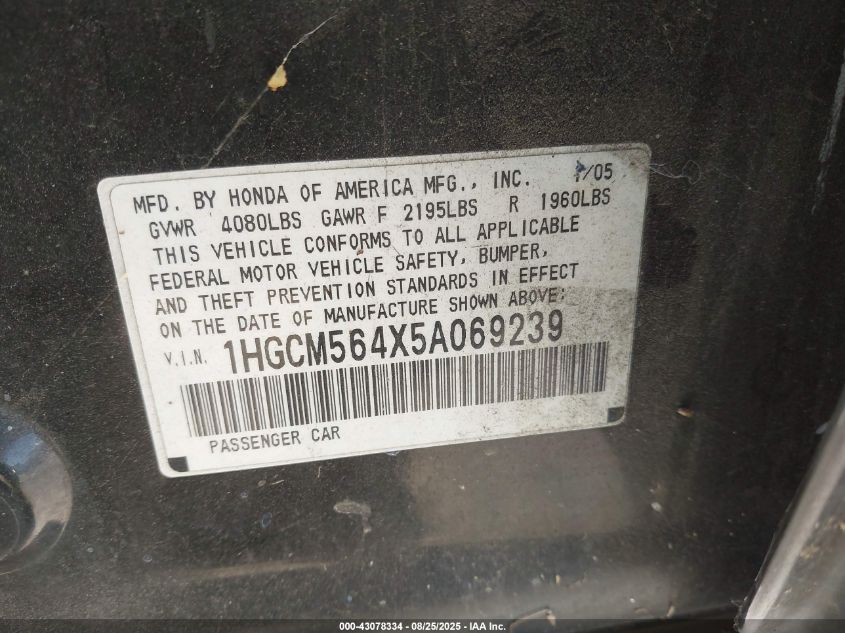 MFD. BY HONDA OF AMERICA MFG., INC. /05
GVWR 4080LBS GAWR F 2195LBS R 1960LBS
THIS VEHICLE CONFORMS TO ALL APPLICABLE
FEDERAL MOTOR VEHICLE SAFETY, BUMPER,
AND THEFT PREVENTION STANDARDS IN EFFECT
ON THE DATE OF MANUFACTURE SHOWN ABOVE:
V.I.N. 1HGCM564X5A069239
PASSENGER CAR
000-43078334 - 08/25/2025 - IAA Inc.